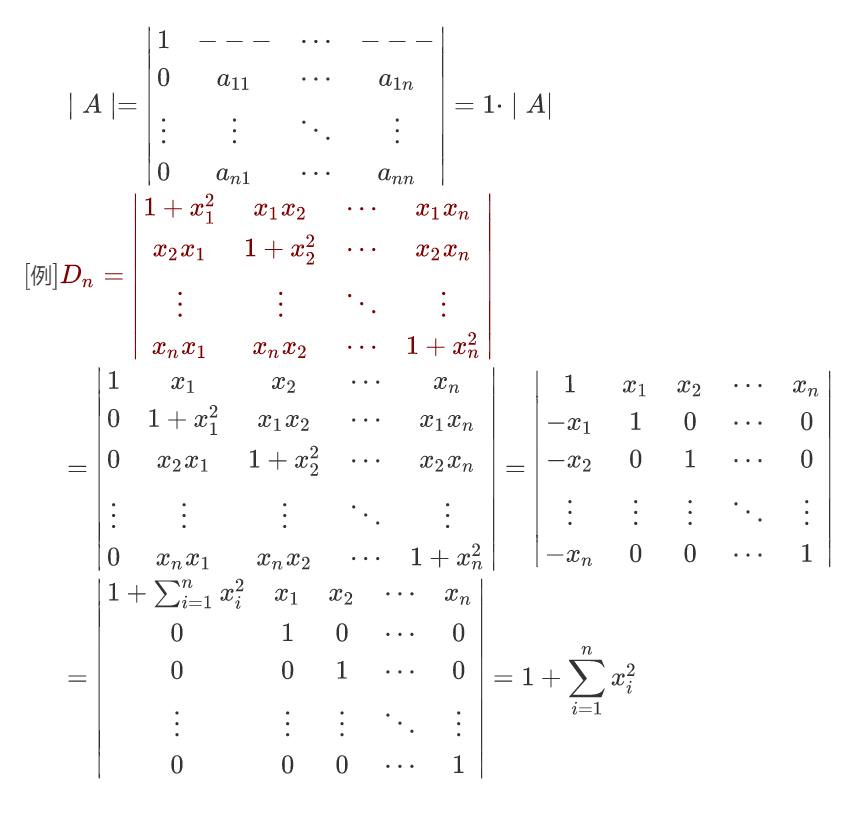 $|A|=\begin{vmatrix}1 & --- & \cdots & ---\\ 0 & a_{11} & \cdots & a_{1n}\\ \vdots & \vdots & \ddots & \vdots\\ 0 & a_{n1} & \cdots & a_{nn}\end{vmatrix}=1\cdot|A|$
[例]$D_n=\begin{vmatrix}1+x_1^2 & x_1x_2 & \cdots & x_1x_n\\ x_2x_1 & 1+x_2^2 & \cdots & x_2x_n\\ \vdots & \vdots & \ddots & \vdots\\ x_nx_1 & x_nx_2 & \cdots & 1+x_n^2\end{vmatrix}$
$=\begin{vmatrix}1 & x_1 & x_2 & \cdots & x_n\\ 0 & 1+x_1^2 & x_1x_2 & \cdots & x_1x_n\\ 0 & x_2x_1 & 1+x_2^2 & \cdots & x_2x_n\\ \vdots & \vdots & \vdots & \ddots & \vdots\\ 0 & x_nx_1 & x_nx_2 & \cdots & 1+x_n^2\end{vmatrix}=\begin{vmatrix}1 & x_1 & x_2 & \cdots & x_n\\ -x_1 & 1 & 0 & \cdots & 0\\ -x_2 & 0 & 1 & \cdots & 0\\ \vdots & \vdots & \vdots & \ddots & \vdots\\ -x_n & 0 & 0 & \cdots & 1\end{vmatrix}$
$=\begin{vmatrix}1+\sum_{i=1}^{n}x_i^2 & x_1 & x_2 & \cdots & x_n\\ 0 & 1 & 0 & \cdots & 0\\ 0 & 0 & 1 & \cdots & 0\\ \vdots & \vdots & \vdots & \ddots & \vdots\\ 0 & 0 & 0 & \cdots & 1\end{vmatrix}=1+\sum_{i=1}^{n}x_i^2$